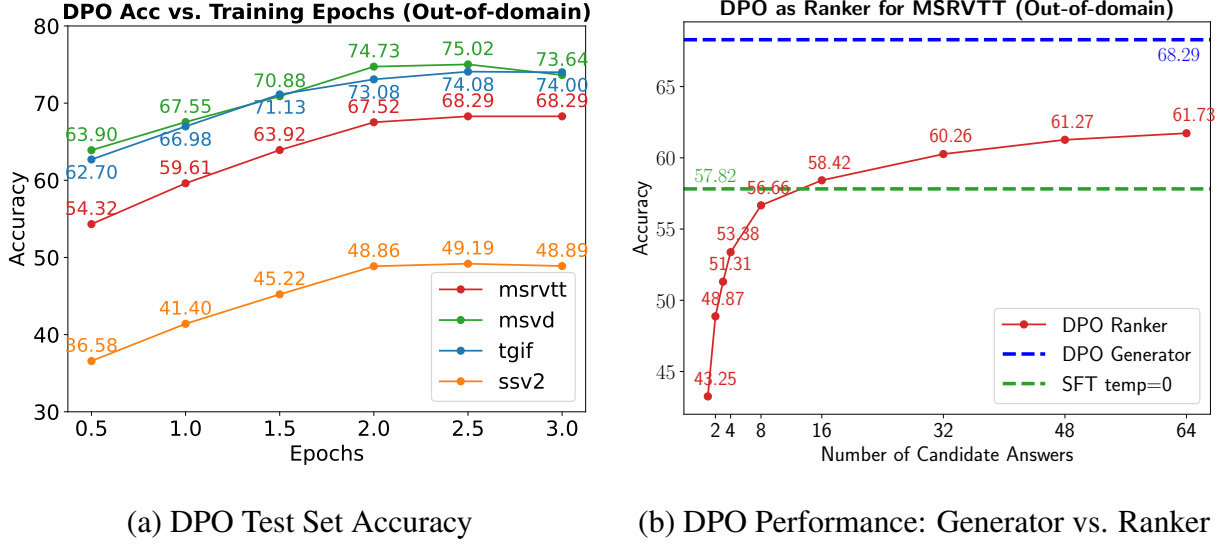 DPO Acc vs. Training Epochs (Out-of-domain)
80
70
60
50
40
30
Accuracy
63.90
67.55
70.88
74.73
75.02
73.64
62.70
66.98
71.13
73.08
74.08
74.00
54.32
59.61
63.92
67.52
68.29
68.29
36.58
41.40
45.22
48.86
49.19
48.89
msrvtt
msvd
tgif
ssv2
0.5 1.0 1.5 2.0 2.5 3.0
Epochs
(a) DPO Test Set Accuracy
DPO as Ranker for MSRVTT (Out-of-domain)
65
60
55
50
45
Accuracy
68.29
57.82
43.25
48.87
51.31
53.38
56.66
58.42
60.26
61.27
61.73
DPO Ranker
DPO Generator
SFT temp=0
2 4 8 16 32 48 64
Number of Candidate Answers
(b) DPO Performance: Generator vs. Ranker